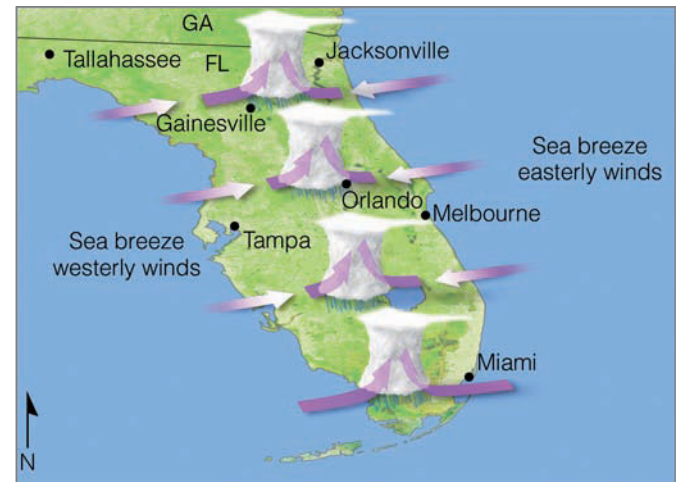 GA
Tallahassee
FL
Jacksonville
Gainesville
Sea breeze
easterly winds
Orlando
Melbourne
Sea breeze
westerly winds
Tampa
Miami
N